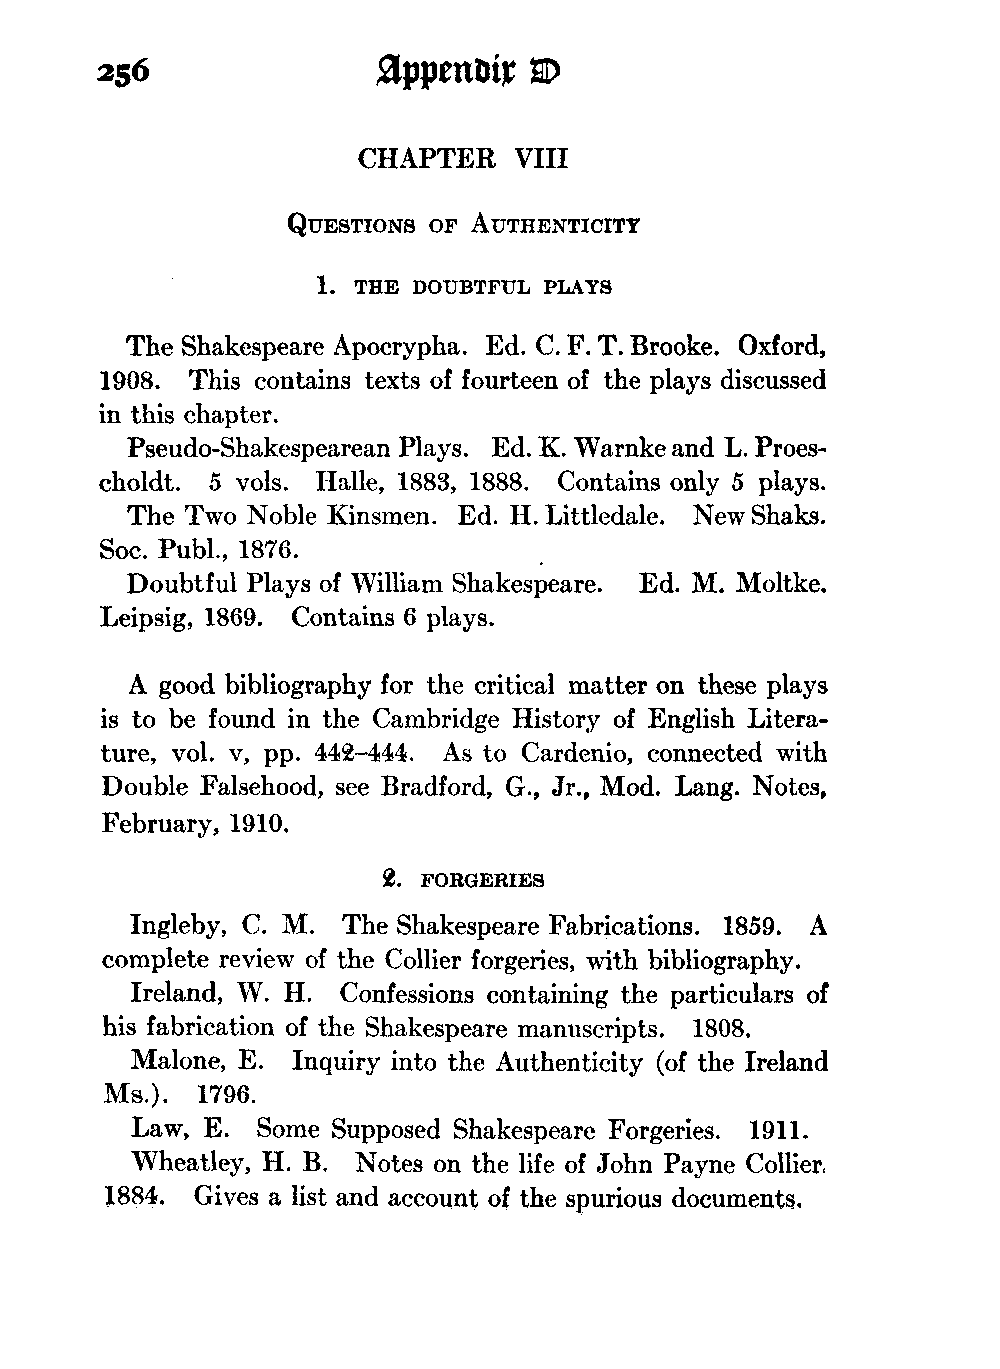 256 Appendix D
CHAPTER VIII
QUESTIONS OF AUTHENTICITY
1. THE DOUBTFUL PLAYS
The Shakespeare Apocrypha. Ed. C. F. T. Brooke. Oxford,
1908. This contains texts of fourteen of the plays discussed
in this chapter.
Pseudo-Shakespearean Plays. Ed. K. Warnke and L. Proes-
choldt. 5 vols. Halle, 1883, 1888. Contains only 5 plays.
The Two Noble Kinsmen. Ed. H. Littledale. New Shaks.
Soc. Publ., 1876.
Doubtful Plays of William Shakespeare. Ed. M. Moltke.
Leipsig, 1869. Contains 6 plays.
A good bibliography for the critical matter on these plays
is to be found in the Cambridge History of English Litera-
ture, vol. v, pp. 442–444. As to Cardenio, connected with
Double Falsehood, see Bradford, G., Jr., Mod. Lang. Notes,
February, 1910.
2. FORGERIES
Ingleby, C. M. The Shakespeare Fabrications. 1859. A
complete review of the Collier forgeries, with bibliography.
Ireland, W. H. Confessions containing the particulars of
his fabrication of the Shakespeare manuscripts. 1808.
Malone, E. Inquiry into the Authenticity (of the Ireland
Ms.). 1796.
Law, E. Some Supposed Shakespeare Forgeries. 1911.
Wheatley, H. B. Notes on the life of John Payne Collier.
1884. Gives a list and account of the spurious documents.